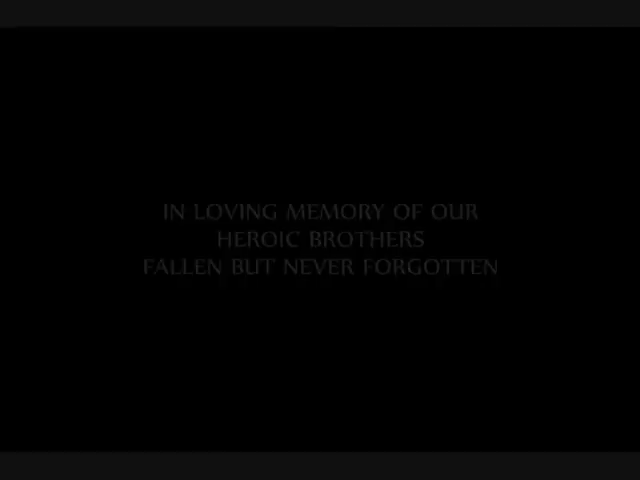 IN LOVING MEMORY OF OUR
HEROIC BROTHERS
FALLEN BUT NEVER FORGOTTEN